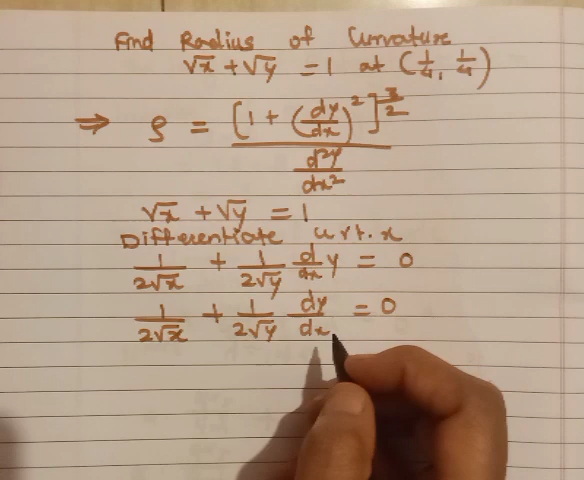 Find Radius of Curvature
√x + √y = 1 at (1/4, 1/4)
⇒ ρ = [1 + (dy/dx)²]^(3/2) / (d²y/dx²)
√x + √y = 1
Differentiate w.r.t. x
1/(2√x) + 1/(2√y) d/dx y = 0
1/(2√x) + 1/(2√y) dy/dx = 0